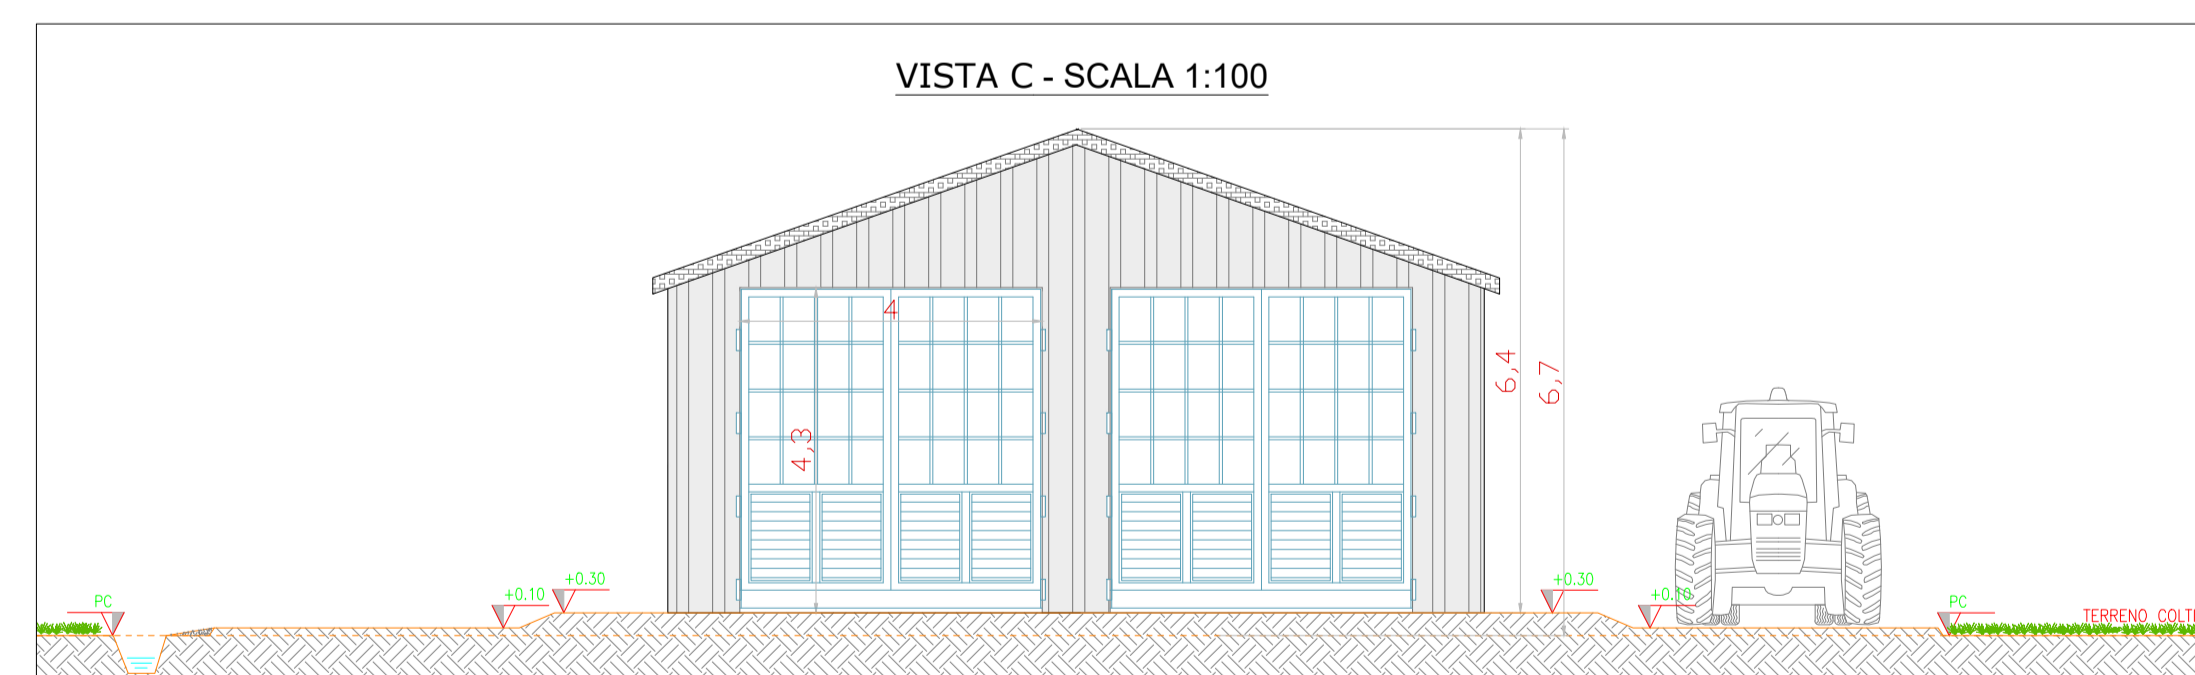 VISTA C - SCALA 1:100
4
6,4
6,7
4,3
+0.30
+0.30
+0.10
+0.10
PC
PC
TERRENO COLTI